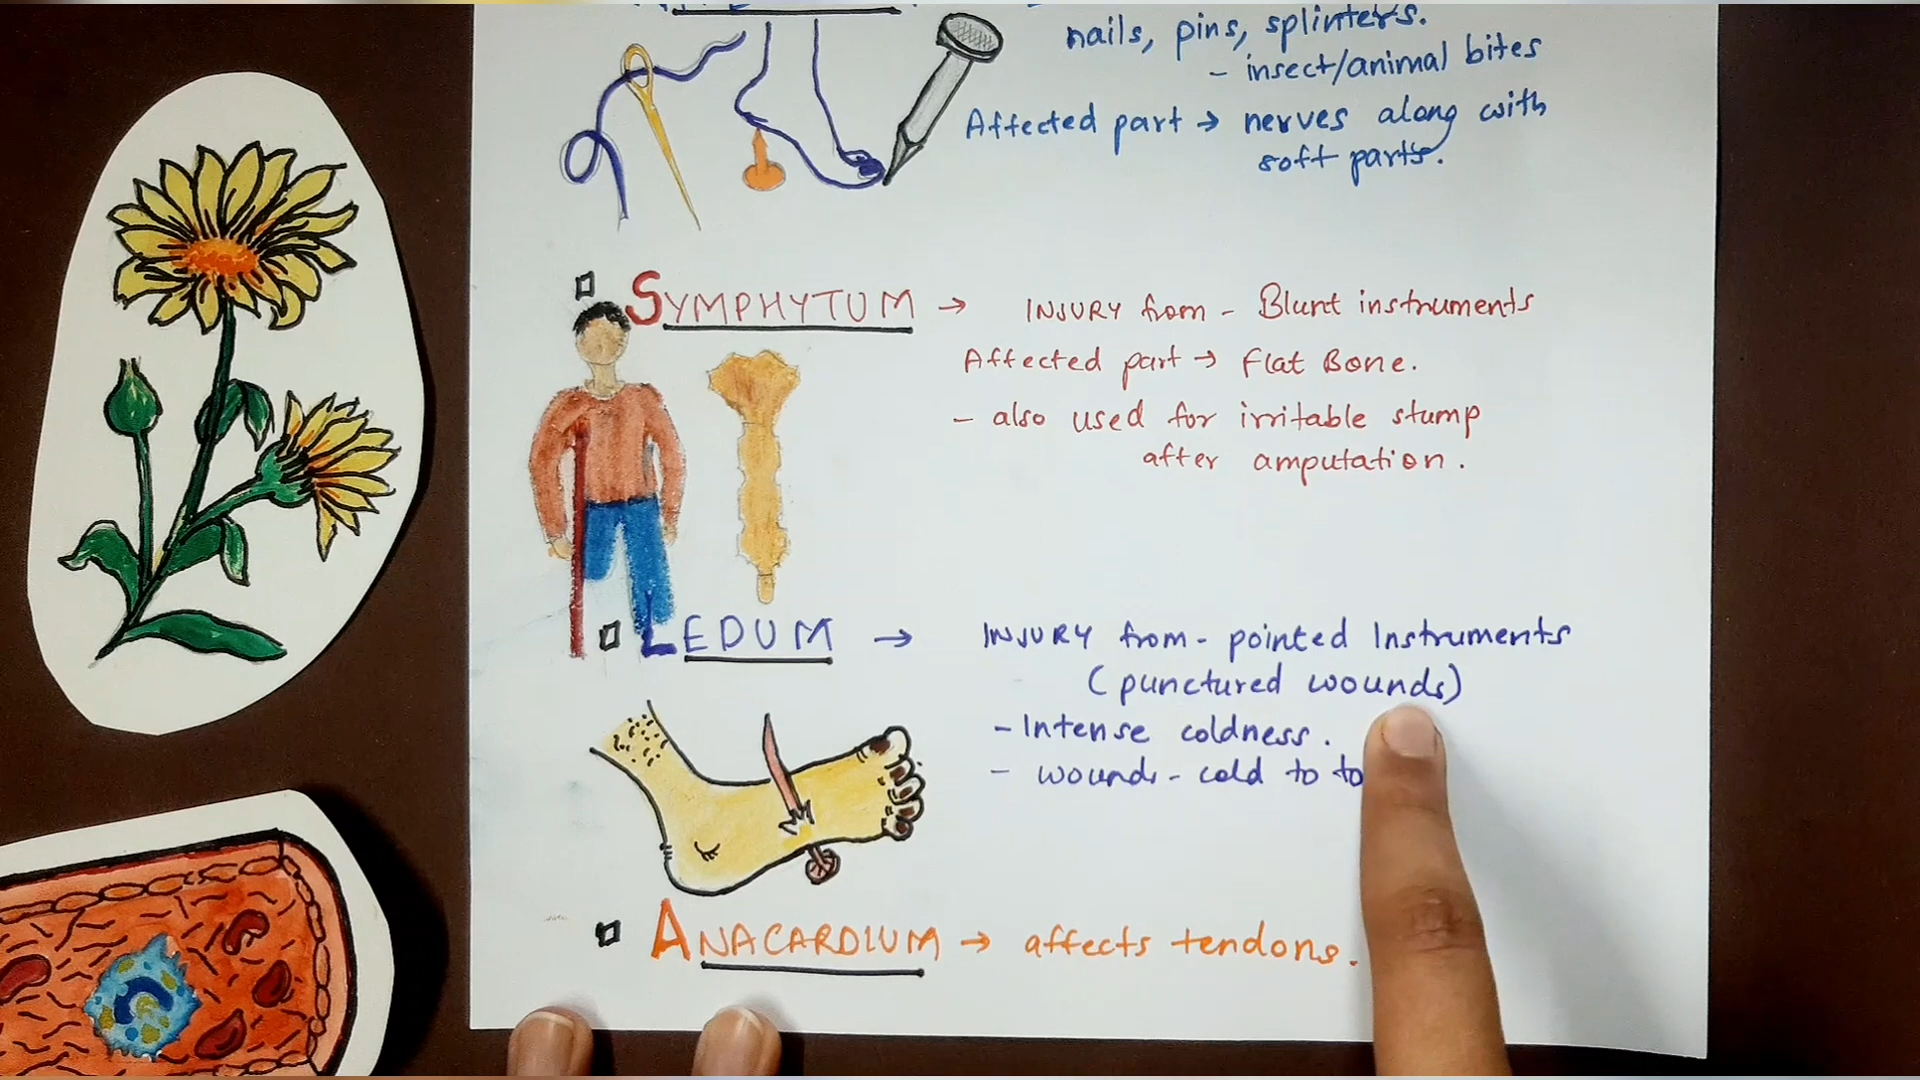 nails, pins, splinters.
- insect/animal bites
Affected part → nerves along with
soft parts.
SYMPHYTUM → INJURY from - Blunt instruments
Affected part → Flat Bone.
- also used for irritable stump
after amputation.
LEDUM → INJURY from - pointed Instruments
(punctured wounds)
- Intense coldness.
- wounds - cold to to
ANACARDIUM → affects tendons.